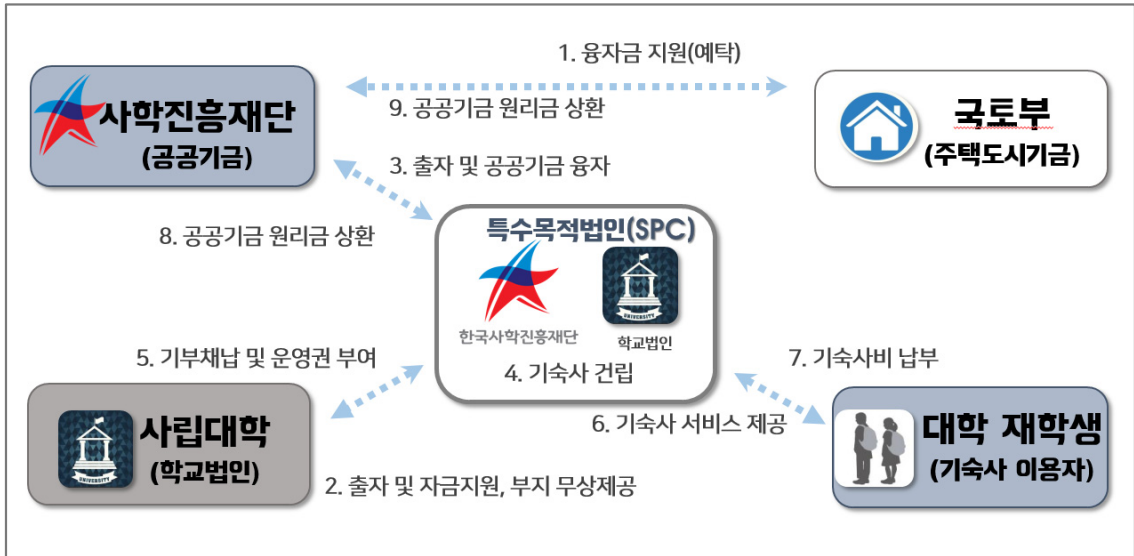 1. 융자금 지원(예탁)
사학진흥재단
(공공기금)
국토부
(주택도시기금)
9. 공공기금 원리금 상환
3. 출자 및 공공기금 융자
8. 공공기금 원리금 상환
특수목적법인(SPC)
UNIVERSITY
한국사학진흥재단
학교법인
4. 기숙사 건립
5. 기부채납 및 운영권 부여
7. 기숙사비 납부
사립대학
(학교법인)
UNIVERSITY
6. 기숙사 서비스 제공
대학 재학생
(기숙사 이용자)
2. 출자 및 자금지원, 부지 무상제공